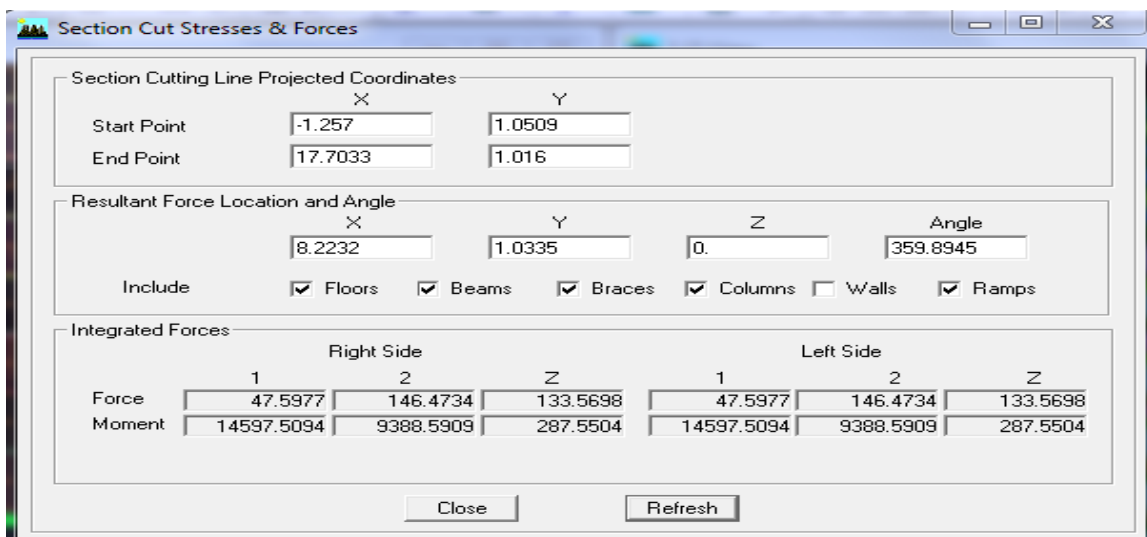 Section Cut Stresses & Forces
Section Cutting Line Projected Coordinates
X Y
Start Point -1.257 1.0509
End Point 17.7033 1.016
Resultant Force Location and Angle
X Y Z Angle
8.2232 1.0335 0. 359.8945
Include Floors Beams Braces Columns Walls Ramps
Integrated Forces
Right Side Left Side
1 2 Z 1 2 Z
Force 47.5977 146.4734 133.5698 47.5977 146.4734 133.5698
Moment 14597.5094 9388.5909 287.5504 14597.5094 9388.5909 287.5504
Close Refresh